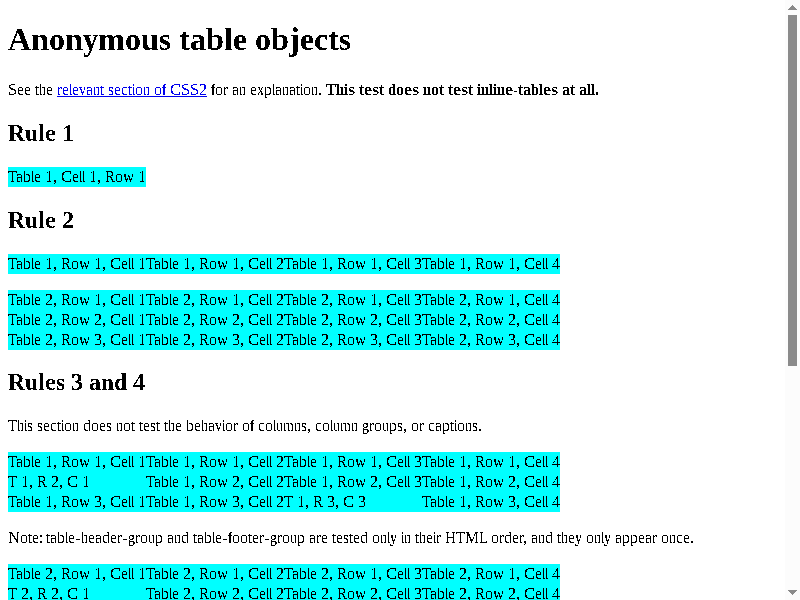 Anonymous table objects
See the relevant section of CSS2 for an explanation. This test does not test inline-tables at all.
Rule 1
Table 1, Cell 1, Row 1
Rule 2
Table 1, Row 1, Cell 1Table 1, Row 1, Cell 2Table 1, Row 1, Cell 3Table 1, Row 1, Cell 4
Table 2, Row 1, Cell 1Table 2, Row 1, Cell 2Table 2, Row 1, Cell 3Table 2, Row 1, Cell 4
Table 2, Row 2, Cell 1Table 2, Row 2, Cell 2Table 2, Row 2, Cell 3Table 2, Row 2, Cell 4
Table 2, Row 3, Cell 1Table 2, Row 3, Cell 2Table 2, Row 3, Cell 3Table 2, Row 3, Cell 4
Rules 3 and 4
This section does not test the behavior of columns, column groups, or captions.
Table 1, Row 1, Cell 1Table 1, Row 1, Cell 2Table 1, Row 1, Cell 3Table 1, Row 1, Cell 4
T 1, R 2, C 1 Table 1, Row 2, Cell 2Table 1, Row 2, Cell 3Table 1, Row 2, Cell 4
Table 1, Row 3, Cell 1Table 1, Row 3, Cell 2T 1, R 3, C 3 Table 1, Row 3, Cell 4
Note: table-header-group and table-footer-group are tested only in their HTML order, and they only appear once.
Table 2, Row 1, Cell 1Table 2, Row 1, Cell 2Table 2, Row 1, Cell 3Table 2, Row 1, Cell 4
T 2, R 2, C 1 Table 2, Row 2, Cell 2Table 2, Row 2, Cell 3Table 2, Row 2, Cell 4